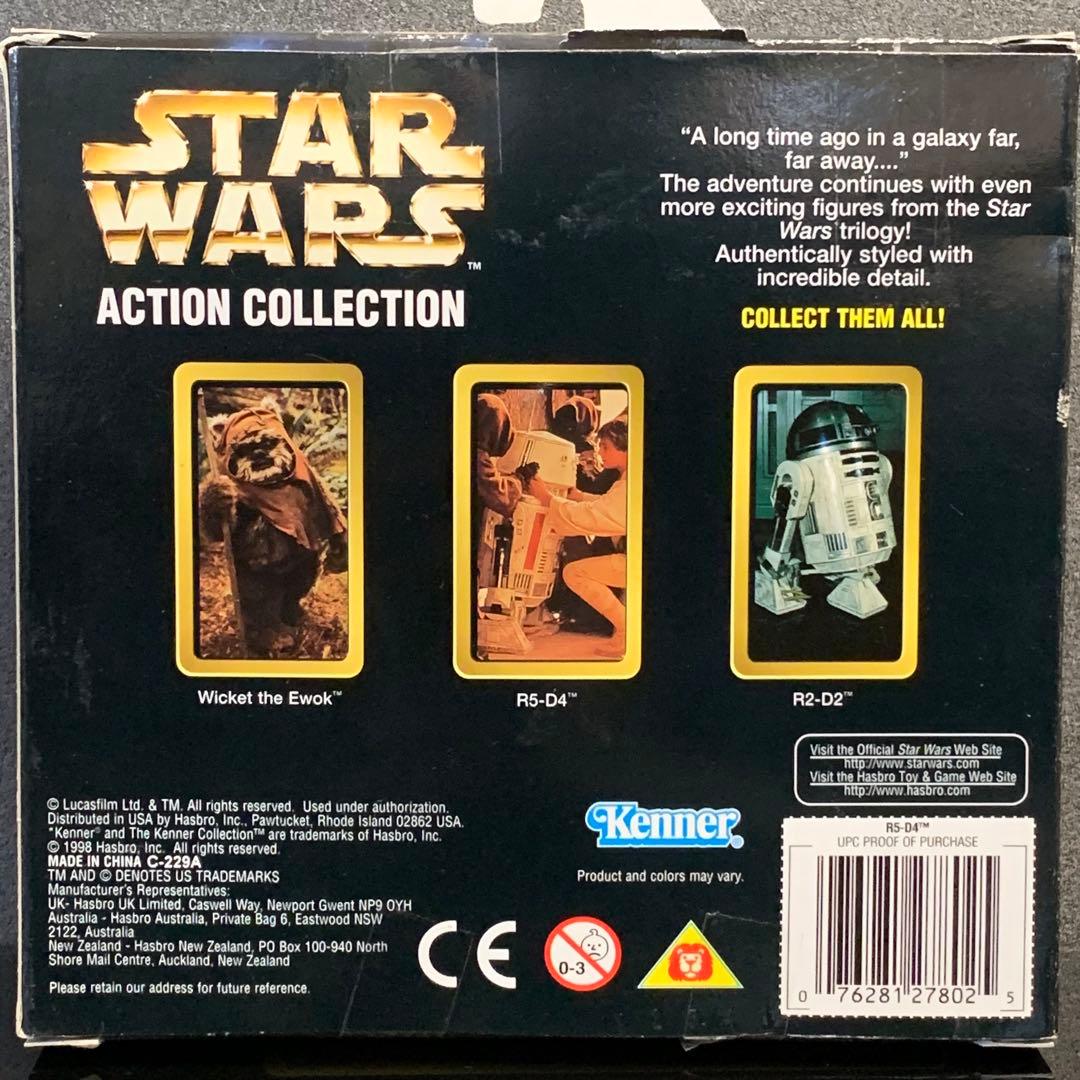 STAR
WARS™
ACTION COLLECTION
“A long time ago in a galaxy far,
far away....”
The adventure continues with even
more exciting figures from the Star
Wars trilogy!
Authentically styled with
incredible detail.
COLLECT THEM ALL!
Wicket the Ewok™
R5-D4™
R2-D2™
Visit the Official Star Wars Web Site
http://www.starwars.com
Visit the Hasbro Toy & Game Web Site
http://www.hasbro.com
© Lucasfilm Ltd. & TM. All rights reserved. Used under authorization.
Distributed in USA by Hasbro, Inc., Pawtucket, Rhode Island 02862 USA.
*Kenner® and The Kenner Collection™ are trademarks of Hasbro, Inc.
© 1998 Hasbro, Inc. All rights reserved.
MADE IN CHINA C-229A
TM AND © DENOTES US TRADEMARKS
Manufacturer's Representatives:
UK- Hasbro UK Limited, Caswell Way, Newport Gwent NP9 0YH
Australia - Hasbro Australia, Private Bag 6, Eastwood NSW
2122, Australia
New Zealand - Hasbro New Zealand, PO Box 100-940 North
Shore Mail Centre, Auckland, New Zealand
Please retain our address for future reference.
Kenner®
Product and colors may vary.
CE
0-3
R5-D4™
UPC PROOF OF PURCHASE
0 76281 27802 5